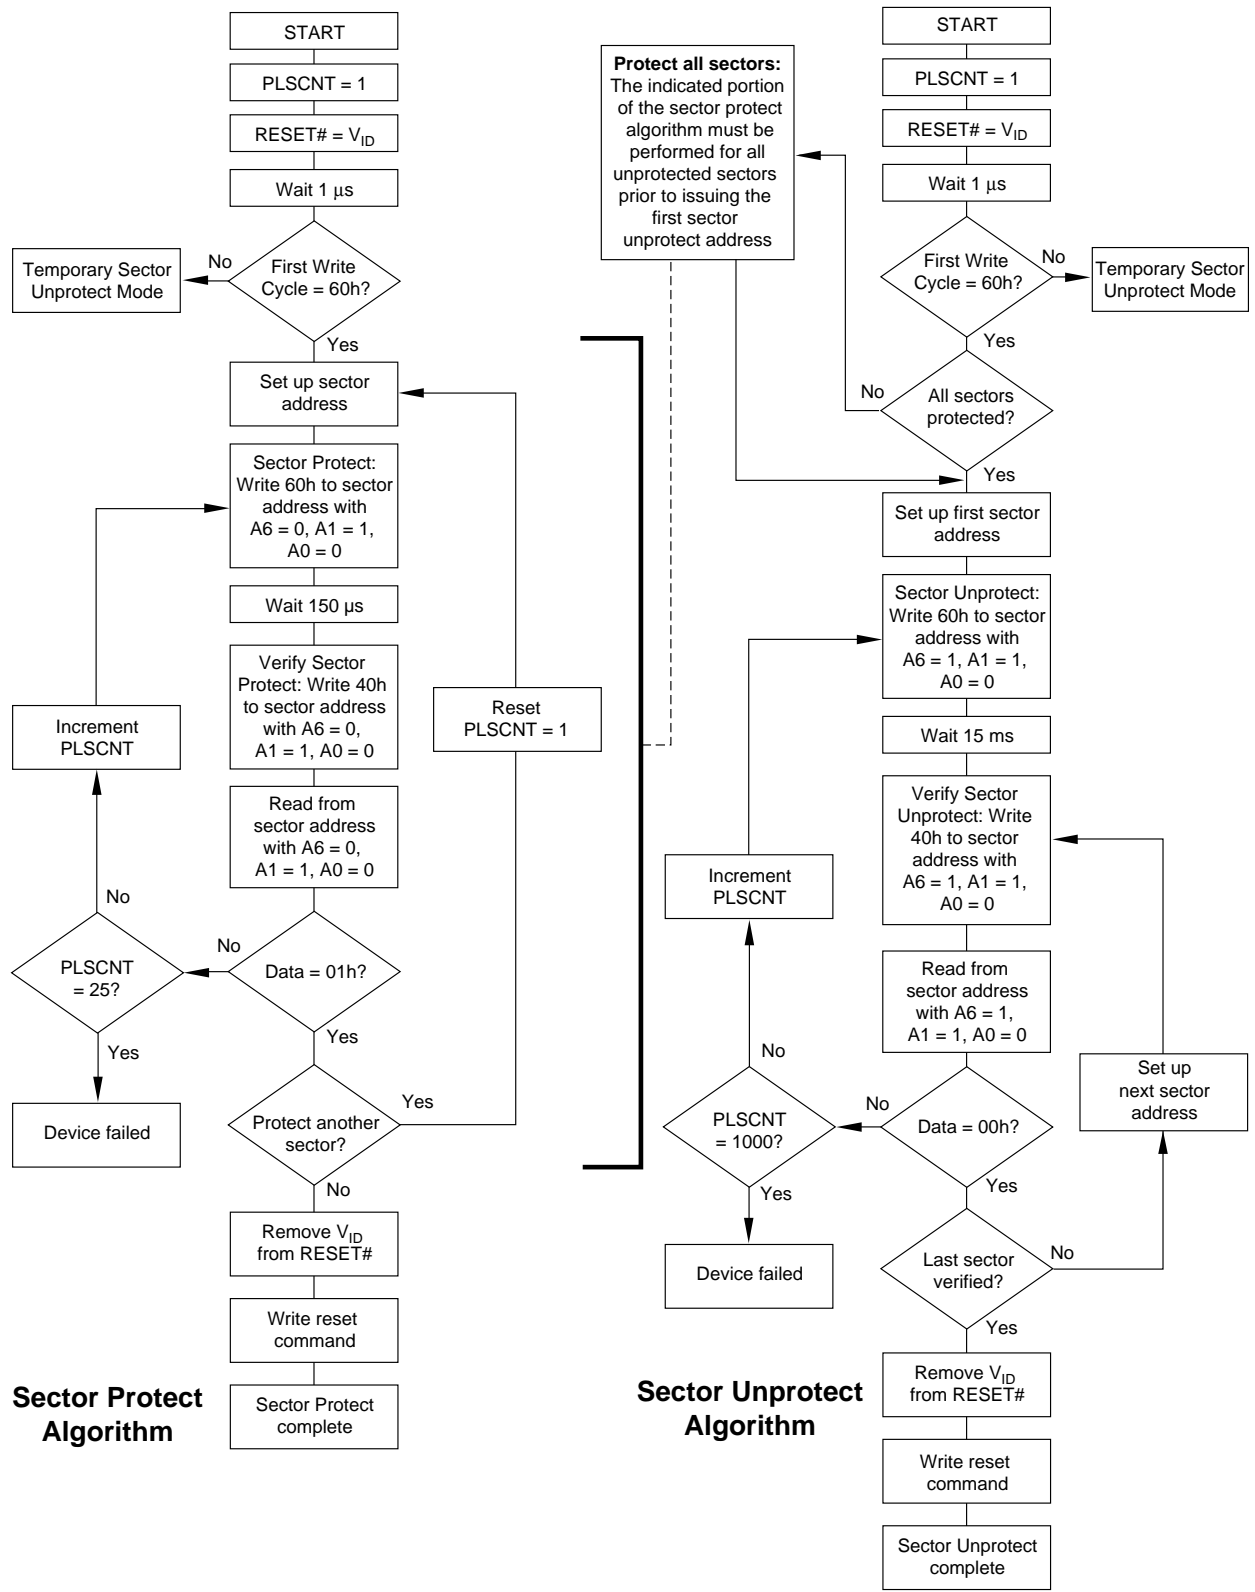 START
PLSCNT = 1
RESET# = VID
Wait 1 μs
First Write
Cycle = 60h?
No
Temporary Sector
Unprotect Mode
Yes
Set up sector
address
Sector Protect:
Write 60h to sector
address with
A6 = 0, A1 = 1,
A0 = 0
Wait 150 µs
Verify Sector
Protect: Write 40h
to sector address
with A6 = 0,
A1 = 1, A0 = 0
Reset
PLSCNT = 1
Increment
PLSCNT
Read from
sector address
with A6 = 0,
A1 = 1, A0 = 0
No
PLSCNT
= 25?
No
Data = 01h?
Yes
Yes
Device failed
Protect another
sector?
Yes
No
Remove VID
from RESET#
Write reset
command
Sector Protect
complete
Sector Protect
Algorithm
Protect all sectors:
The indicated portion
of the sector protect
algorithm must be
performed for all
unprotected sectors
prior to issuing the
first sector
unprotect address
START
PLSCNT = 1
RESET# = VID
Wait 1 μs
First Write
Cycle = 60h?
No
Temporary Sector
Unprotect Mode
Yes
No
All sectors
protected?
Yes
Set up first sector
address
Sector Unprotect:
Write 60h to sector
address with
A6 = 1, A1 = 1,
A0 = 0
Wait 15 ms
Verify Sector
Unprotect: Write
40h to sector
address with
A6 = 1, A1 = 1,
A0 = 0
Increment
PLSCNT
Read from
sector address
with A6 = 1,
A1 = 1, A0 = 0
No
Set up
next sector
address
PLSCNT
= 1000?
No
Data = 00h?
Yes
Yes
Device failed
Last sector
verified?
No
Yes
Remove VID
from RESET#
Write reset
command
Sector Unprotect
complete
Sector Unprotect
Algorithm